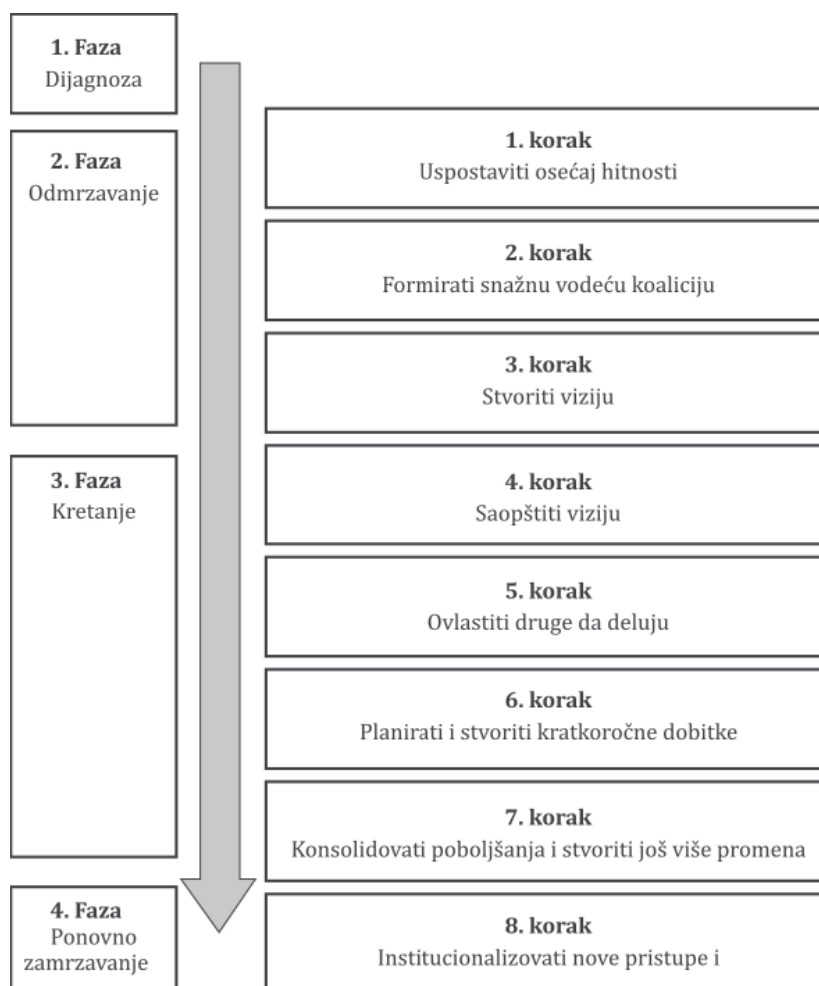 1. Faza
Dijagnoza
2. Faza
Odmrzavanje
3. Faza
Kretanje
4. Faza
Ponovno
zamrzavanje
1. korak
Uspostaviti osećaj hitnosti
2. korak
Formirati snažnu vodeću koaliciju
3. korak
Stvoriti viziju
4. korak
Saopštiti viziju
5. korak
Ovlastiti druge da deluju
6. korak
Planirati i stvoriti kratkoročne dobitke
7. korak
Konsolidovati poboljšanja i stvoriti još više promena
8. korak
Institucionalizovati nove pristupe i